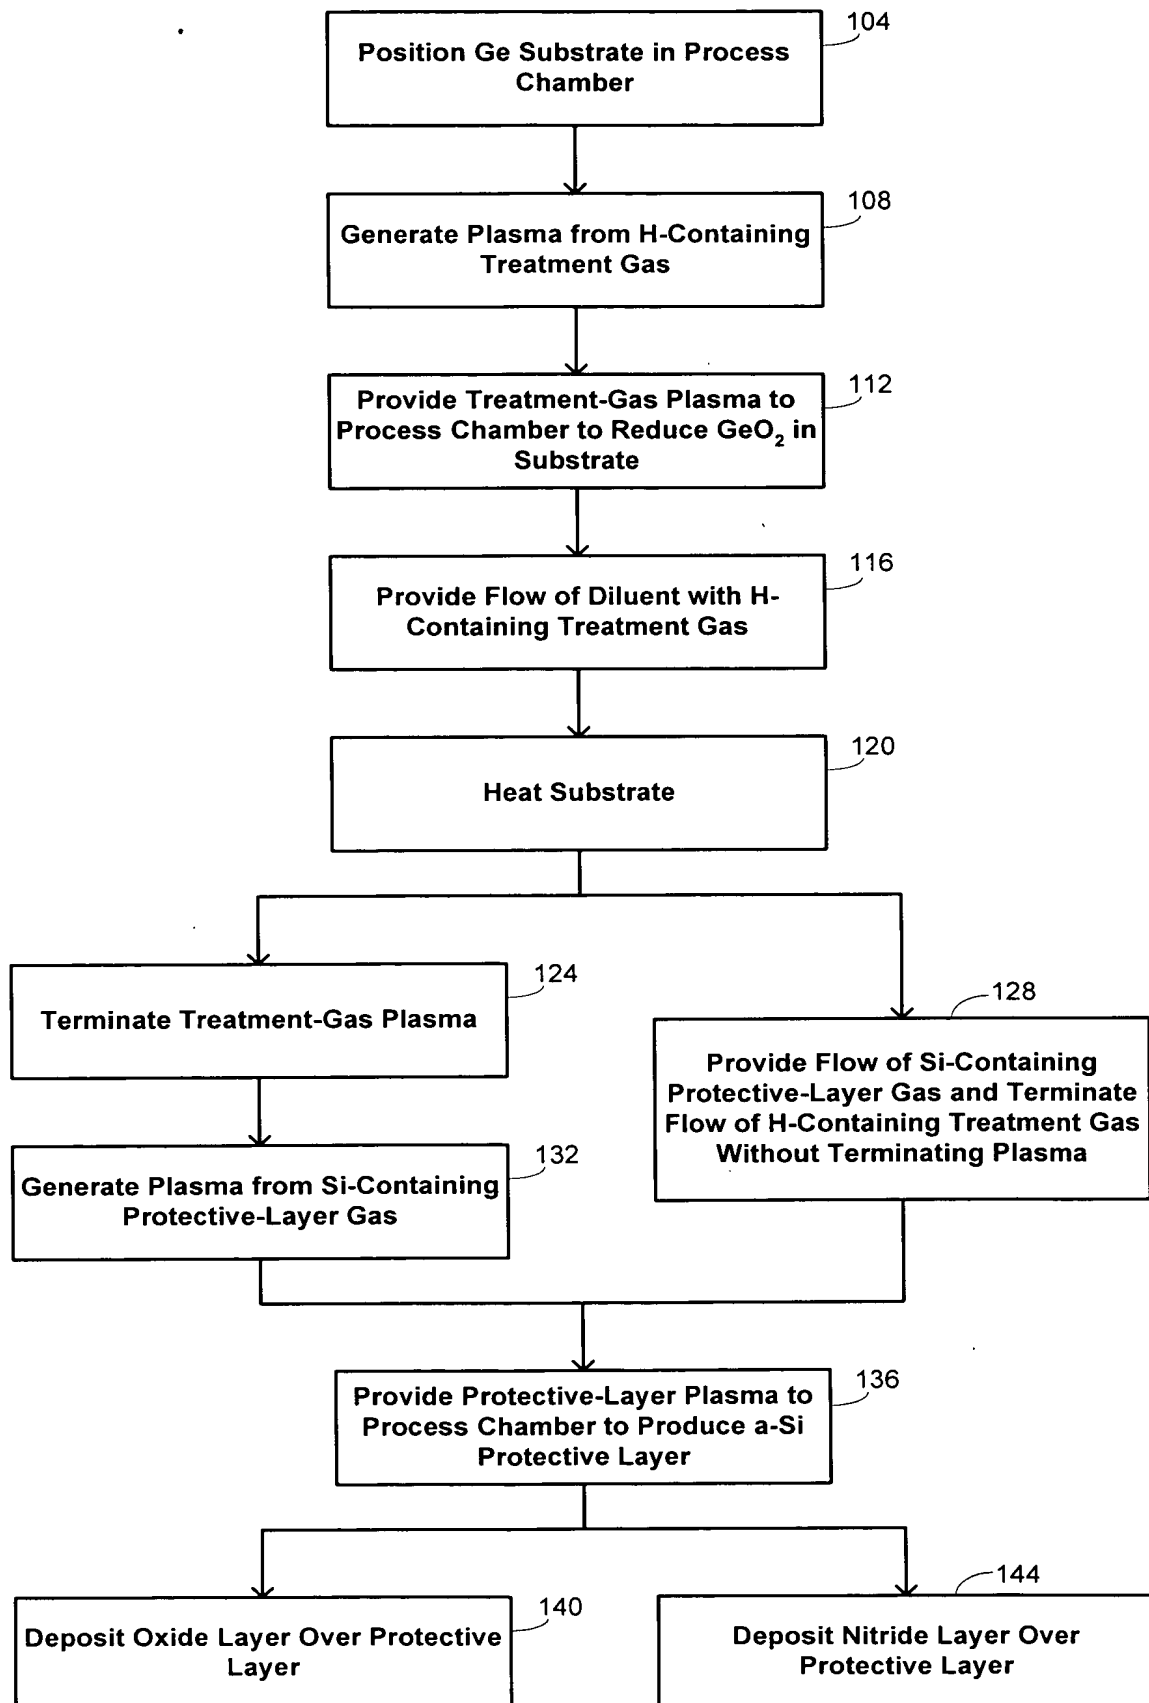 104
Position Ge Substrate in Process
Chamber
108
Generate Plasma from H-Containing
Treatment Gas
112
Provide Treatment-Gas Plasma to
Process Chamber to Reduce GeO₂ in
Substrate
116
Provide Flow of Diluent with H-
Containing Treatment Gas
120
Heat Substrate
124
Terminate Treatment-Gas Plasma
128
Provide Flow of Si-Containing
Protective-Layer Gas and Terminate
Flow of H-Containing Treatment Gas
Without Terminating Plasma
132
Generate Plasma from Si-Containing
Protective-Layer Gas
136
Provide Protective-Layer Plasma to
Process Chamber to Produce a-Si
Protective Layer
140
Deposit Oxide Layer Over Protective
Layer
144
Deposit Nitride Layer Over
Protective Layer